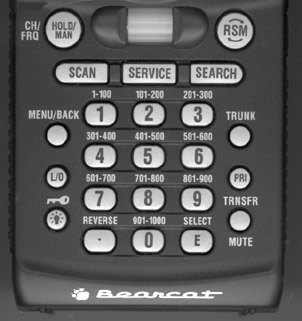 CH/ HOLD/ RSM
FRQ MAN
SCAN SERVICE SEARCH
1-100 101-200 201-300
MENU/BACK 1 2 3 TRUNK
301-400 401-500 501-600
4 5 6
L/O 601-700 701-800 801-900 PRI
7 8 9 TRNSFR
REVERSE 901-1000 SELECT
. 0 E MUTE
Bearcat